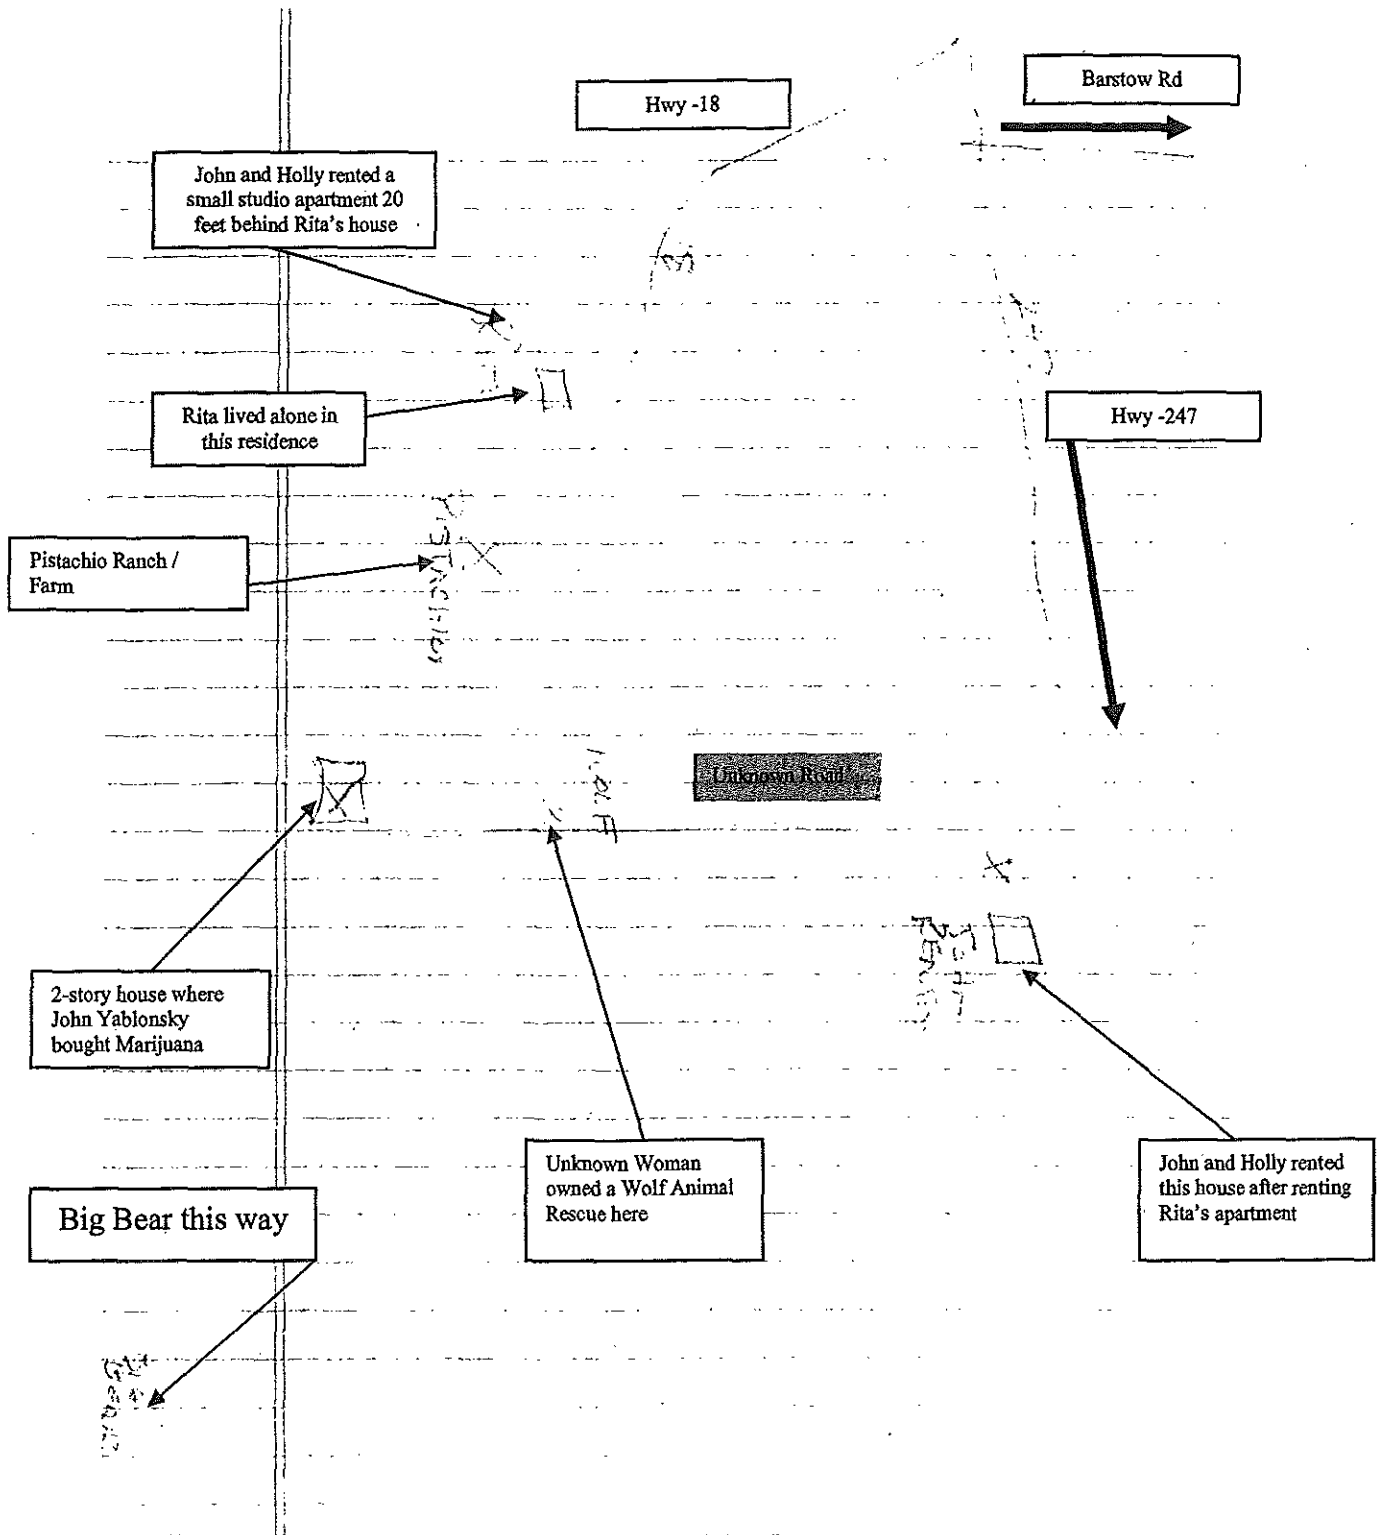 Barstow Rd
Hwy -18
John and Holly rented a
small studio apartment 20
feet behind Rita's house
Rita lived alone in
this residence
Hwy -247
Pistachio Ranch /
Farm
PISTACHIO
Unknown Road
WOLF
2-story house where
John Yablonsky
bought Marijuana
Unknown Woman
owned a Wolf Animal
Rescue here
John and Holly rented
this house after renting
Rita's apartment
Big Bear this way